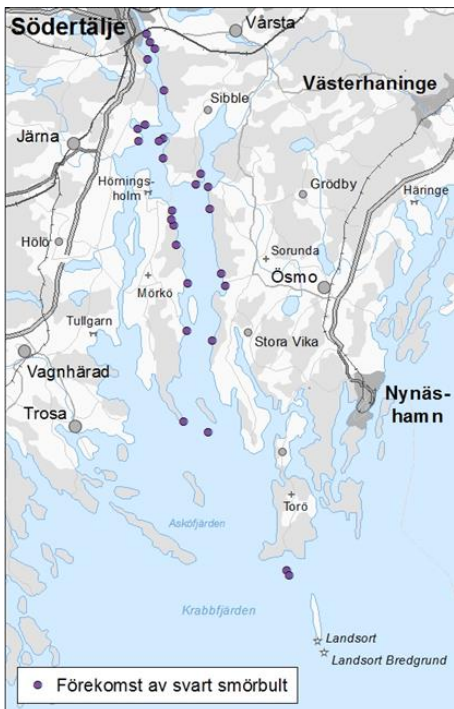 Södertälje
Vårsta
Västerhaninge
Sibble
Järna
Hörnings-
holm
Grödby
Häringe
Hölö
Sorunda
Mörkö
Ösmo
Tullgarn
Stora Vika
Vagnhärad
Nynäs-
hamn
Trosa
Torö
Asköfjärden
Krabbfjärden
Landsort
Landsort Bredgrund
Förekomst av svart smörbult